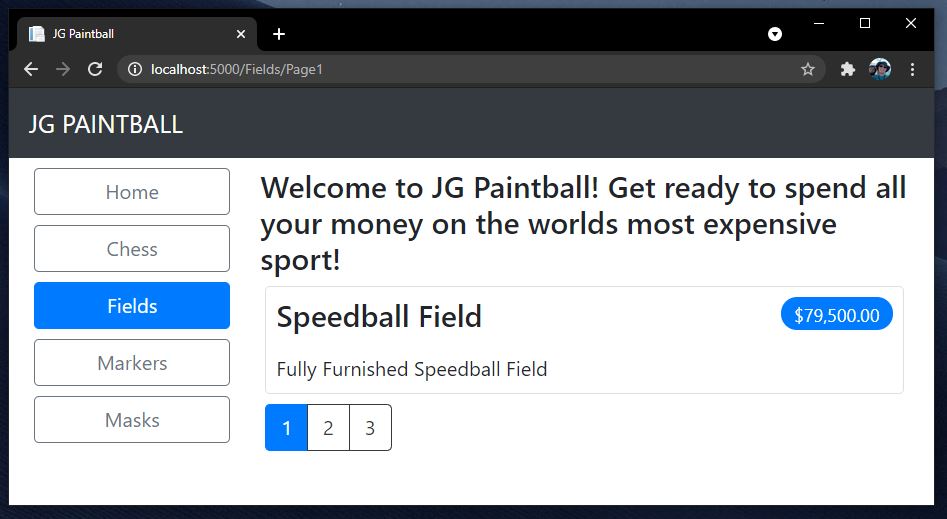 JG Paintball
localhost:5000/Fields/Page1
JG PAINTBALL
Home
Chess
Fields
Markers
Masks
Welcome to JG Paintball! Get ready to spend all
your money on the worlds most expensive
sport!
Speedball Field
$79,500.00
Fully Furnished Speedball Field
1 2 3